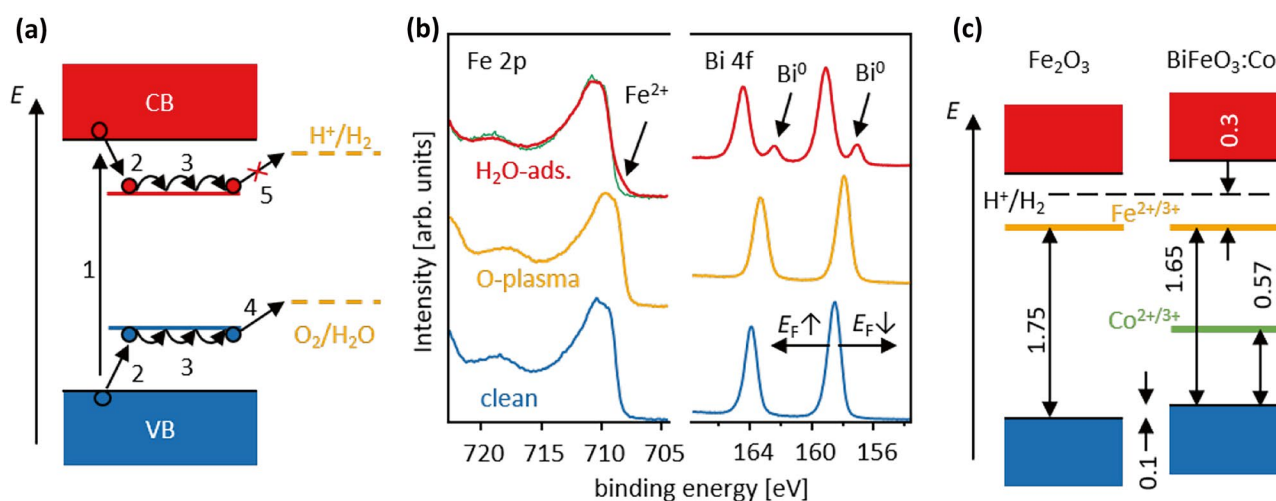 (a)
E
CB
H⁺/H₂
2
3
5
1
4
2
3
O₂/H₂O
VB
(b)
Intensity [arb. units]
Fe 2p
Bi 4f
Fe²⁺
Bi⁰
Bi⁰
H₂O-ads.
O-plasma
E_F↑
E_F↓
clean
720
715
710
705
164
160
156
binding energy [eV]
(c)
Fe₂O₃
BiFeO₃:Co
E
0.3
H⁺/H₂
Fe²⁺/³⁺
1.75
1.65
0.57
Co²⁺/³⁺
0.1